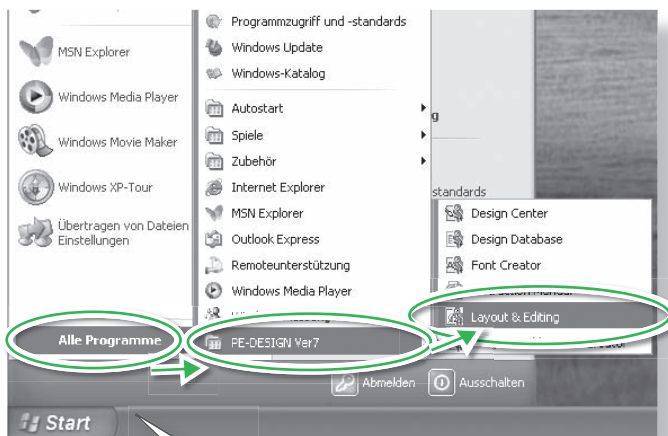 MSN Explorer
Windows Media Player
Windows Movie Maker
Windows XP-Tour
Übertragen von Dateien
Einstellungen
Alle Programme
Programmzugriff und -standards
Windows Update
Windows-Katalog
Autostart
Spiele
Zubehör
Internet Explorer
MSN Explorer
Outlook Express
Remoteunterstützung
Windows Media Player
PE-DESIGN Ver7
g
standards
Design Center
Design Database
Font Creator
Layout & Editing
Abmelden
Ausschalten
Start